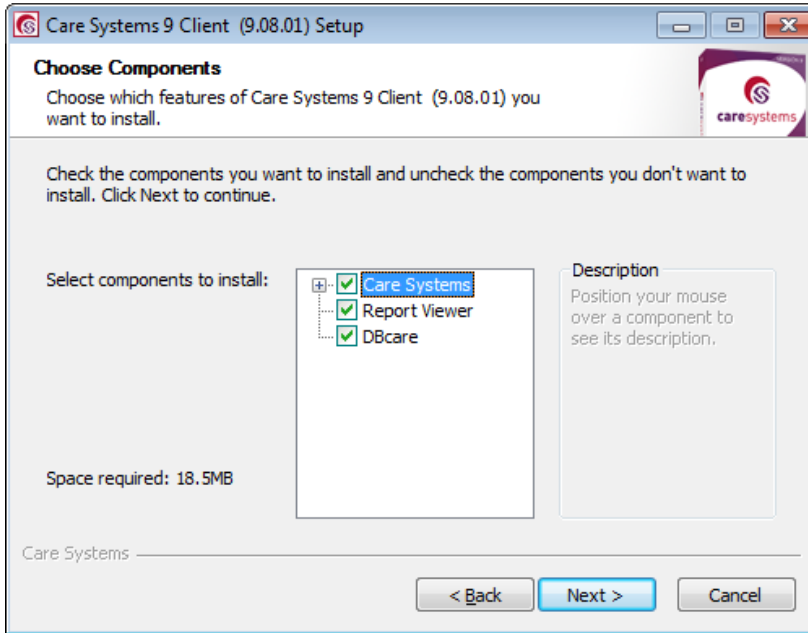 Care Systems 9 Client (9.08.01) Setup
Choose Components
Choose which features of Care Systems 9 Client (9.08.01) you
want to install.
caresystems
Check the components you want to install and uncheck the components you don't want to
install. Click Next to continue.
Select components to install:
Care Systems
Report Viewer
DBcare
Description
Position your mouse
over a component to
see its description.
Space required: 18.5MB
Care Systems
< Back
Next >
Cancel